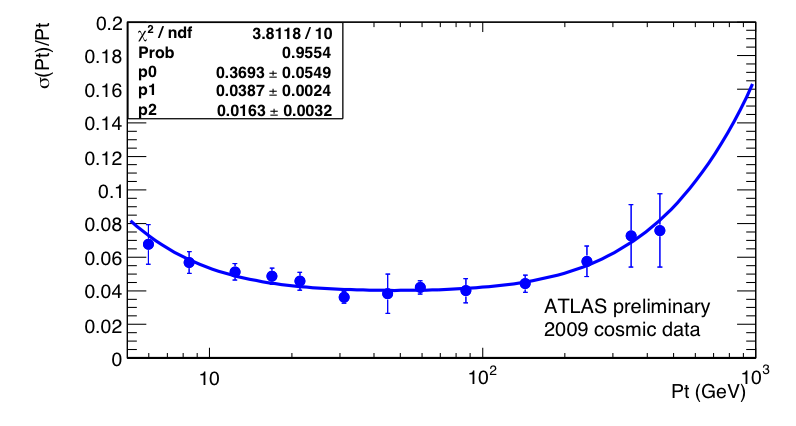 σ(Pt)/Pt
0.2
0.18
0.16
0.14
0.12
0.1
0.08
0.06
0.04
0.02
0
χ² / ndf 3.8118 / 10
Prob 0.9554
p0 0.3693 ± 0.0549
p1 0.0387 ± 0.0024
p2 0.0163 ± 0.0032
ATLAS preliminary
2009 cosmic data
10 10² 10³
Pt (GeV)